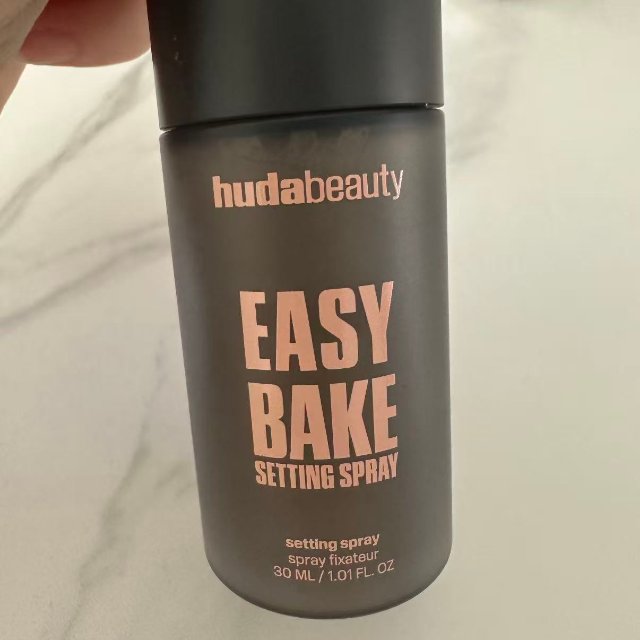 hudabeauty
EASY
BAKE
SETTING SPRAY
setting spray
spray fixateur
30 ML / 1.01 FL. OZ